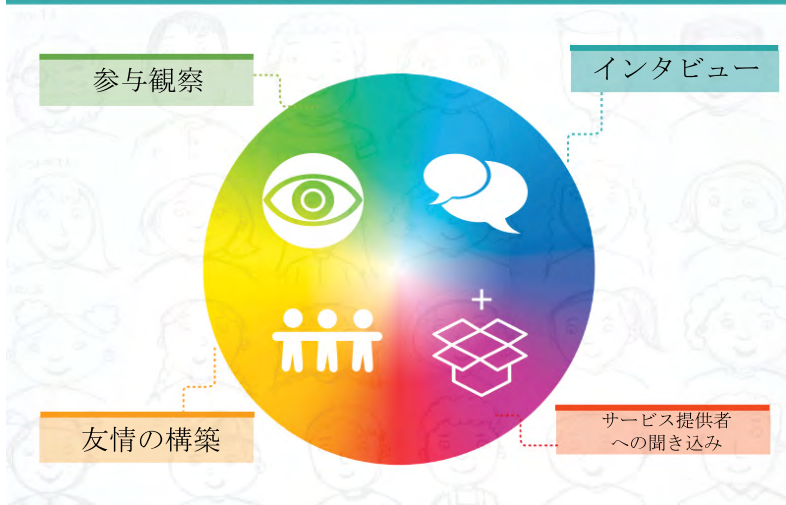 参与観察
インタビュー
友情の構築
サービス提供者
への聞き込み